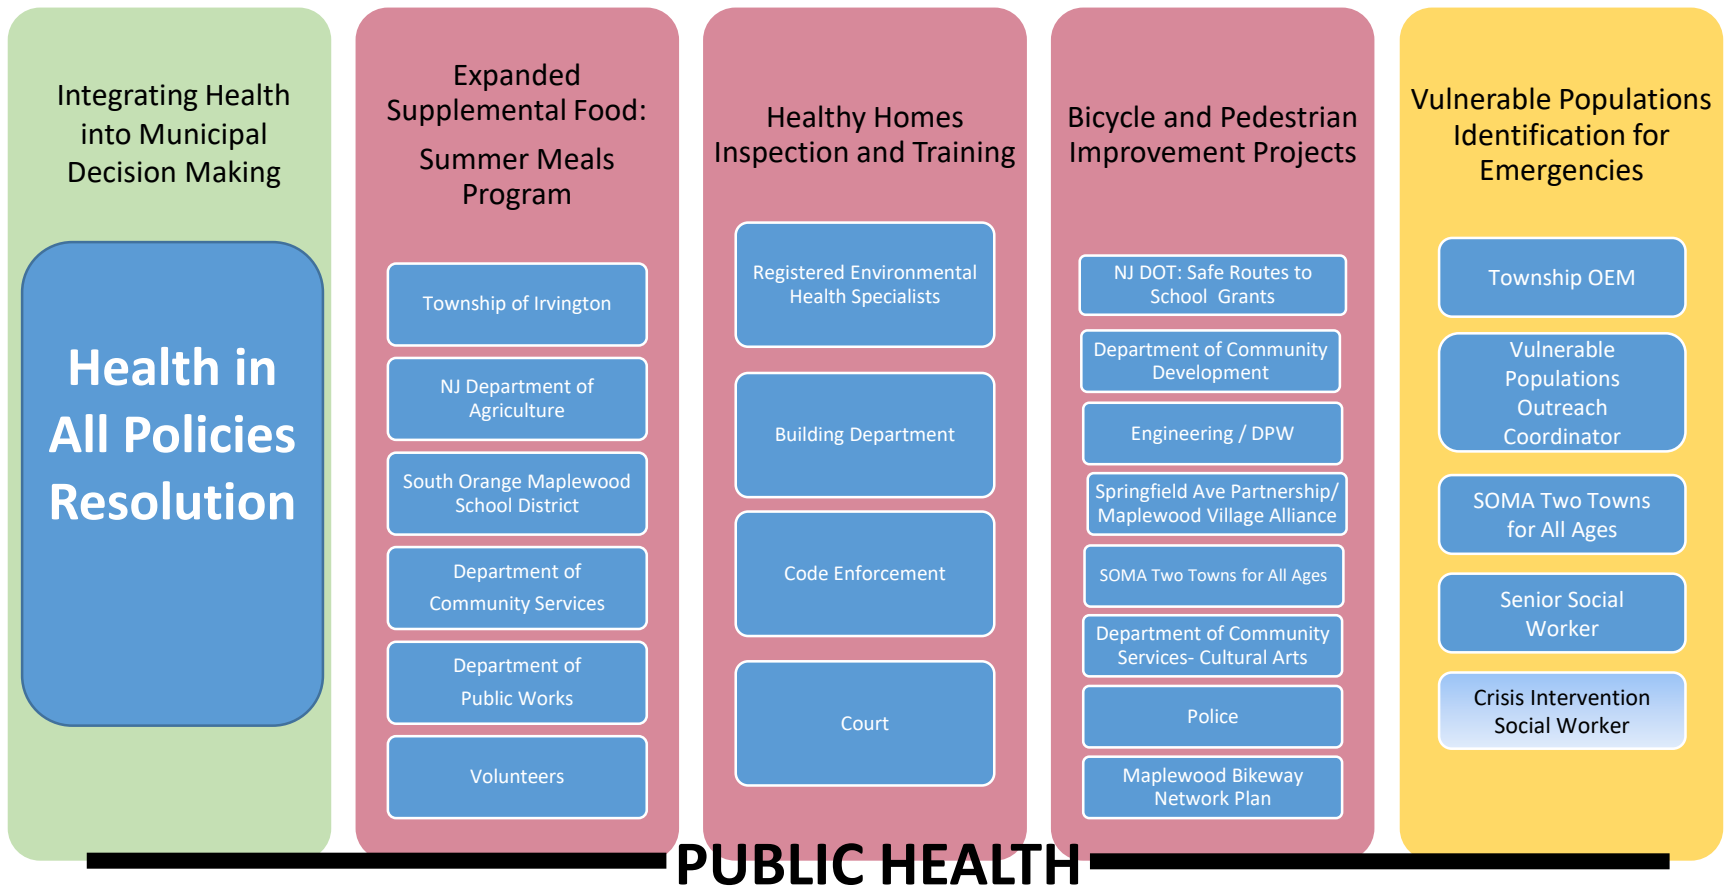 Integrating Health
into Municipal
Decision Making
Health in
All Policies
Resolution
Expanded
Supplemental Food:
Summer Meals
Program
Township of Irvington
NJ Department of
Agriculture
South Orange Maplewood
School District
Department of
Community Services
Department of
Public Works
Volunteers
Healthy Homes
Inspection and Training
Registered Environmental
Health Specialists
Building Department
Code Enforcement
Court
Bicycle and Pedestrian
Improvement Projects
NJ DOT: Safe Routes to
School Grants
Department of Community
Development
Engineering / DPW
Springfield Ave Partnership/
Maplewood Village Alliance
SOMA Two Towns for All Ages
Department of Community
Services- Cultural Arts
Police
Maplewood Bikeway
Network Plan
Vulnerable Populations
Identification for
Emergencies
Township OEM
Vulnerable
Populations
Outreach
Coordinator
SOMA Two Towns
for All Ages
Senior Social
Worker
Crisis Intervention
Social Worker
PUBLIC HEALTH